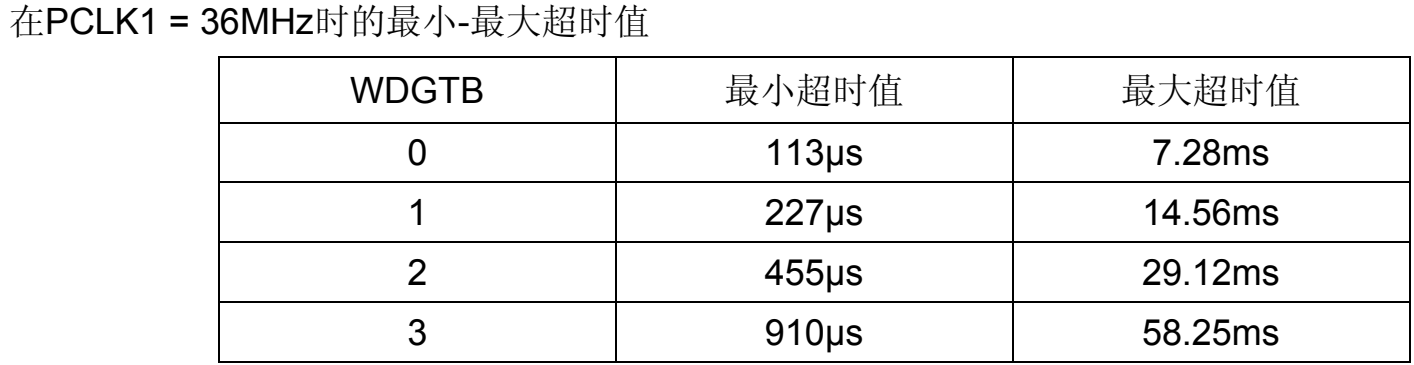 在PCLK1 = 36MHz时的最小-最大超时值
WDGTB 最小超时值 最大超时值
0 113µs 7.28ms
1 227µs 14.56ms
2 455µs 29.12ms
3 910µs 58.25ms